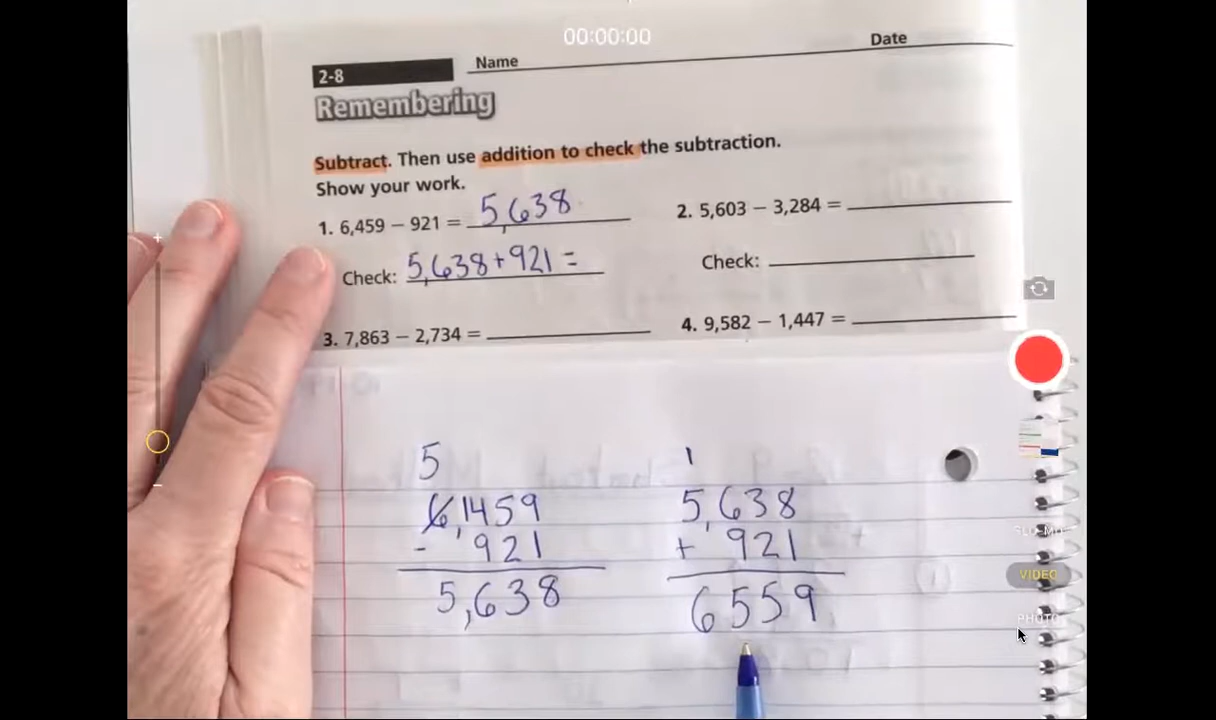 00:00:00
Name
Date
2-8
Remembering
Subtract. Then use addition to check the subtraction.
Show your work.
1. 6,459 − 921 = 5,638
2. 5,603 − 3,284 =
Check: 5,638+921 =
Check:
3. 7,863 − 2,734 =
4. 9,582 − 1,447 =
5
6,1459
- 921
5,638
1
5,638
+ 921
6559
SLO-MO
VIDEO
PHOTO